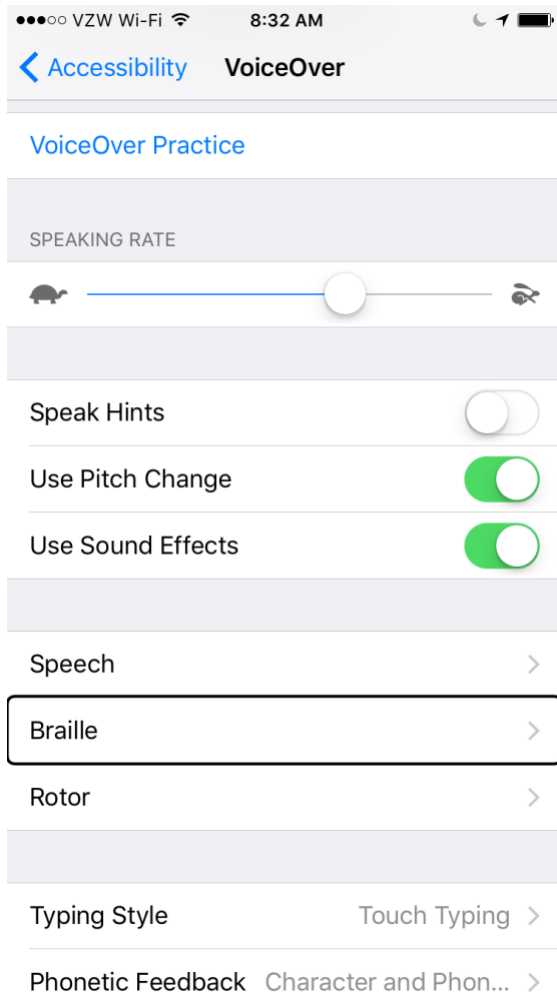 VZW Wi-Fi 8:32 AM
Accessibility VoiceOver
VoiceOver Practice
SPEAKING RATE
Speak Hints
Use Pitch Change
Use Sound Effects
Speech
Braille
Rotor
Typing Style Touch Typing
Phonetic Feedback Character and Phon...